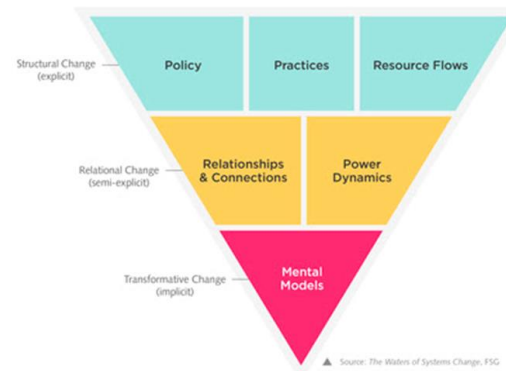 Structural Change
(explicit)
Policy
Practices
Resource Flows
Relational Change
(semi-explicit)
Relationships
& Connections
Power
Dynamics
Transformative Change
(implicit)
Mental
Models
Source: The Waters of Systems Change, FSG